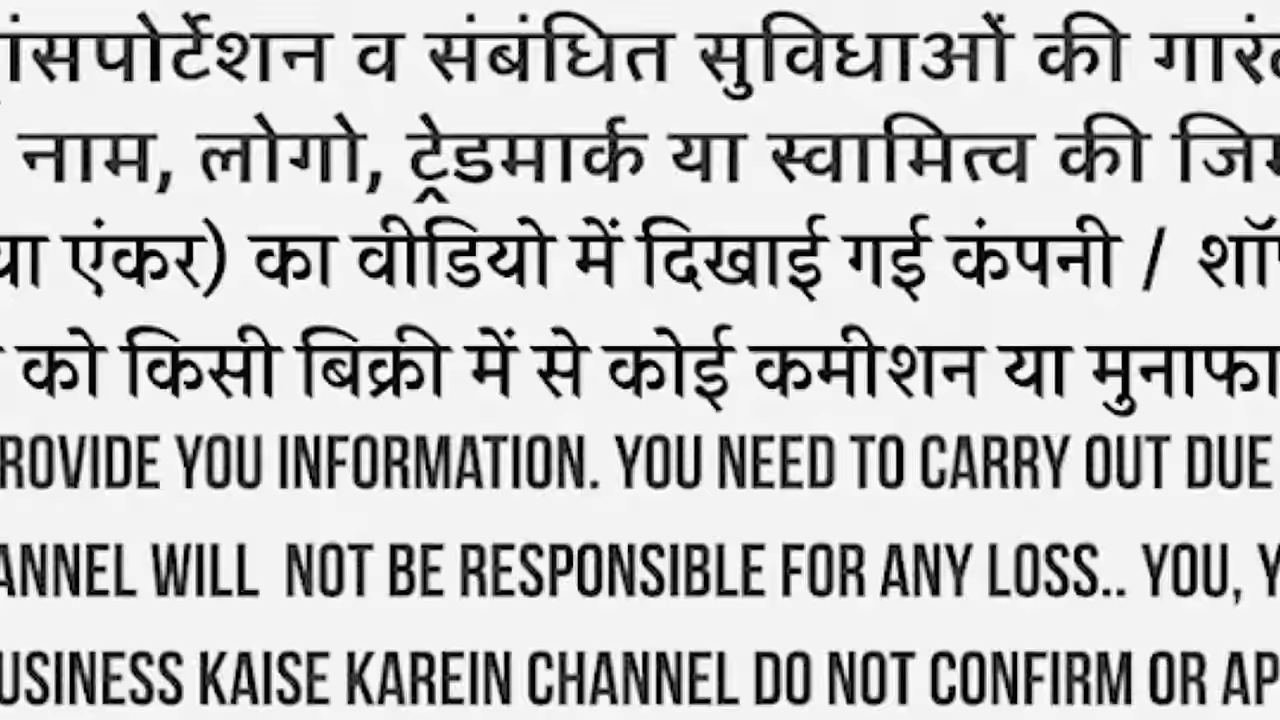 ांसपोर्टेशन व संबंधित सुविधाओं की गारं
नाम, लोगो, ट्रेडमार्क या स्वामित्व की जिम
या एंकर) का वीडियो में दिखाई गई कंपनी / शॉप
को किसी बिक्री में से कोई कमीशन या मुनाफा
ROVIDE YOU INFORMATION. YOU NEED TO CARRY OUT DUE
ANNEL WILL NOT BE RESPONSIBLE FOR ANY LOSS.. YOU, Y
USINESS KAISE KAREIN CHANNEL DO NOT CONFIRM OR AP